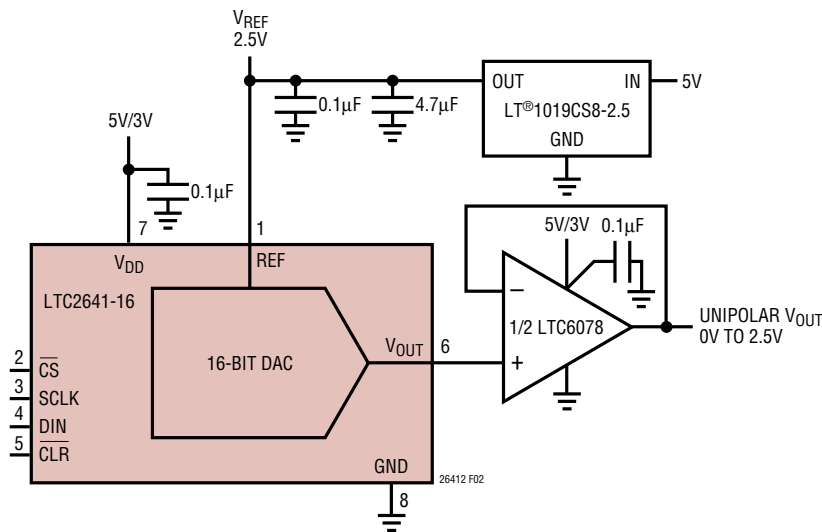 VREF
2.5V
OUT
IN
5V
LT®1019CS8-2.5
GND
0.1µF
4.7µF
5V/3V
0.1µF
7
1
VDD
REF
LTC2641-16
16-BIT DAC
VOUT
6
2
CS
3
SCLK
4
DIN
5
CLR
GND
8
26412 F02
5V/3V
0.1µF
–
1/2 LTC6078
+
UNIPOLAR VOUT
0V TO 2.5V